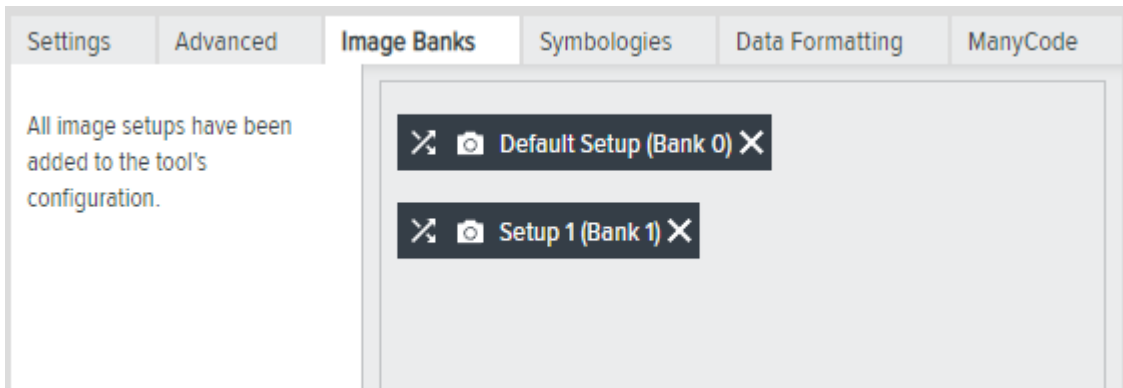 Settings Advanced Image Banks Symbologies Data Formatting ManyCode
All image setups have been
added to the tool's
configuration.
Default Setup (Bank 0)
Setup 1 (Bank 1)